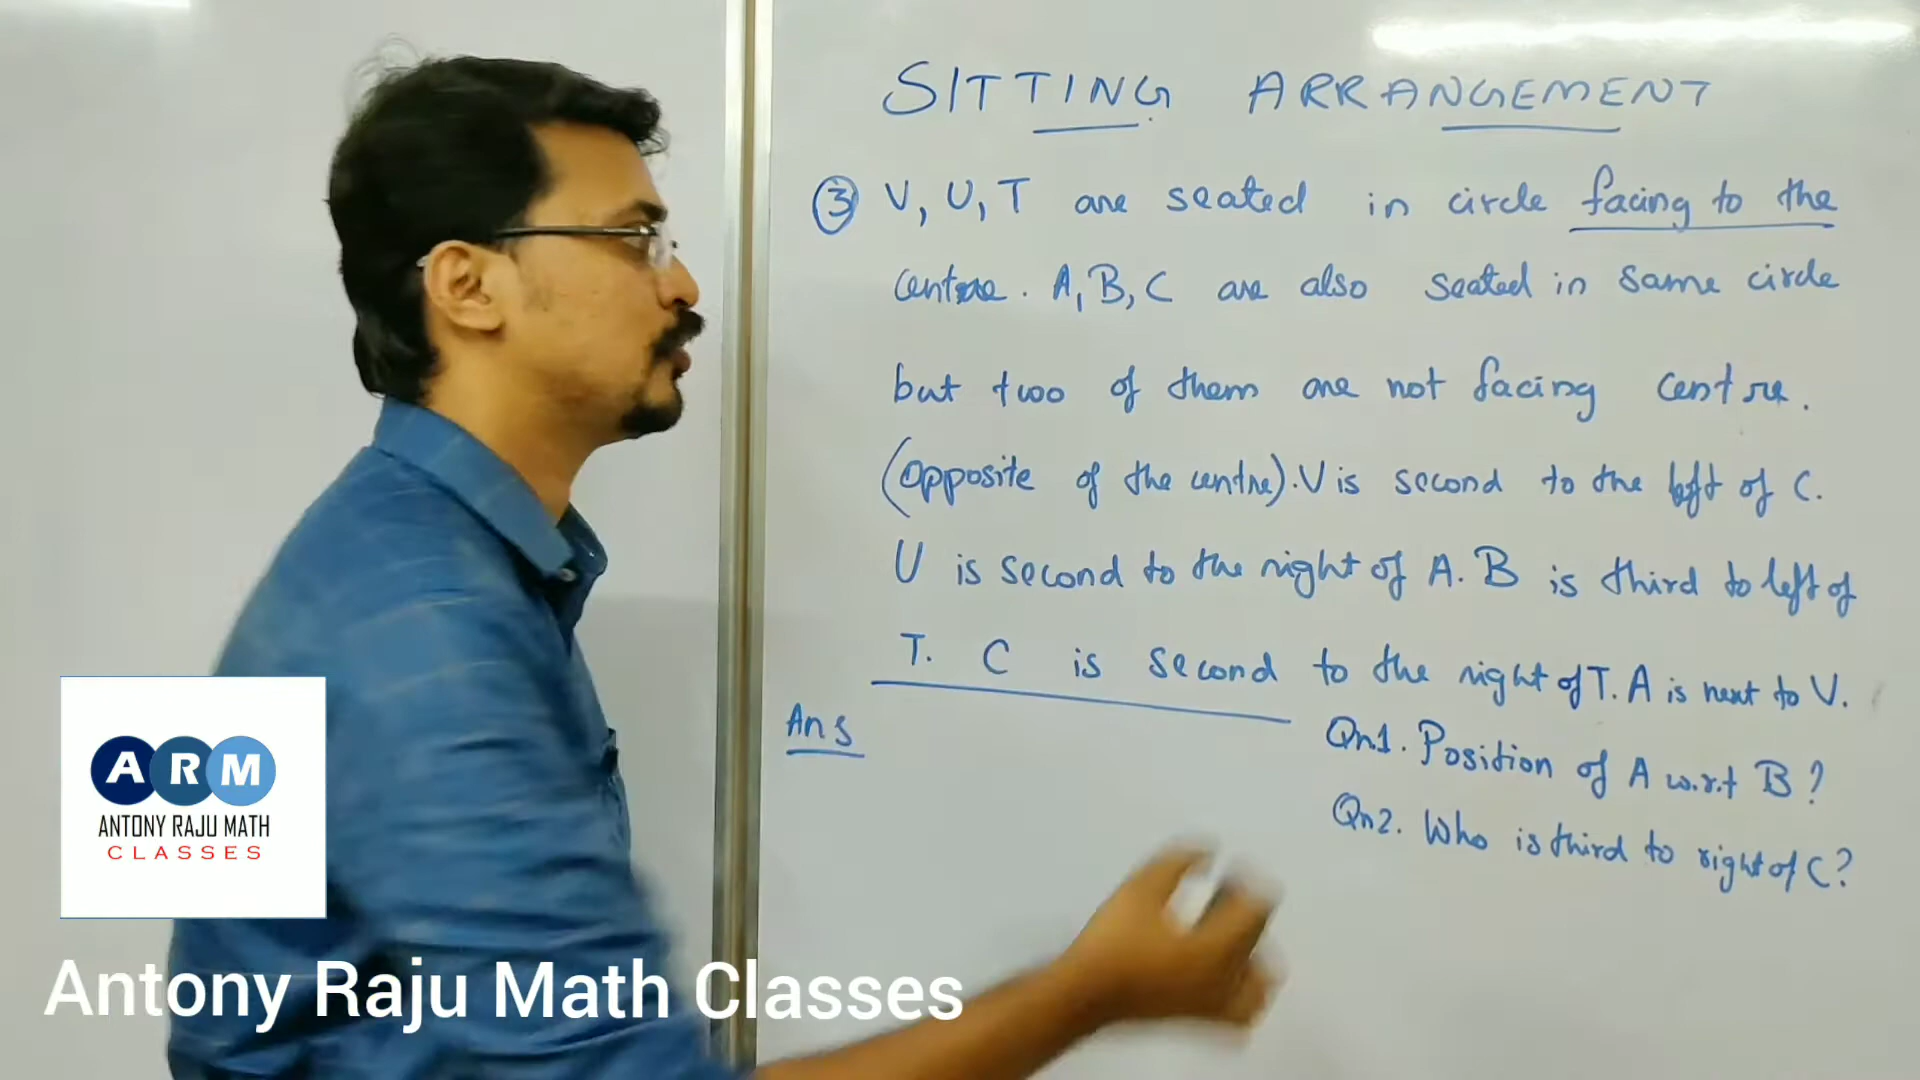 SITTING ARRANGEMENT
③ V, U, T are seated in circle facing to the
centre. A, B, C are also seated in same circle
but two of them are not facing centre.
(opposite of the centre). V is second to the left of C.
U is second to the right of A. B is third to left of
T. C is second to the right of T. A is next to V.
Ans
Qn1. Position of A w.r.t B?
Qn2. Who is third to right of C?
ARM
ANTONY RAJU MATH
CLASSES
Antony Raju Math Classes